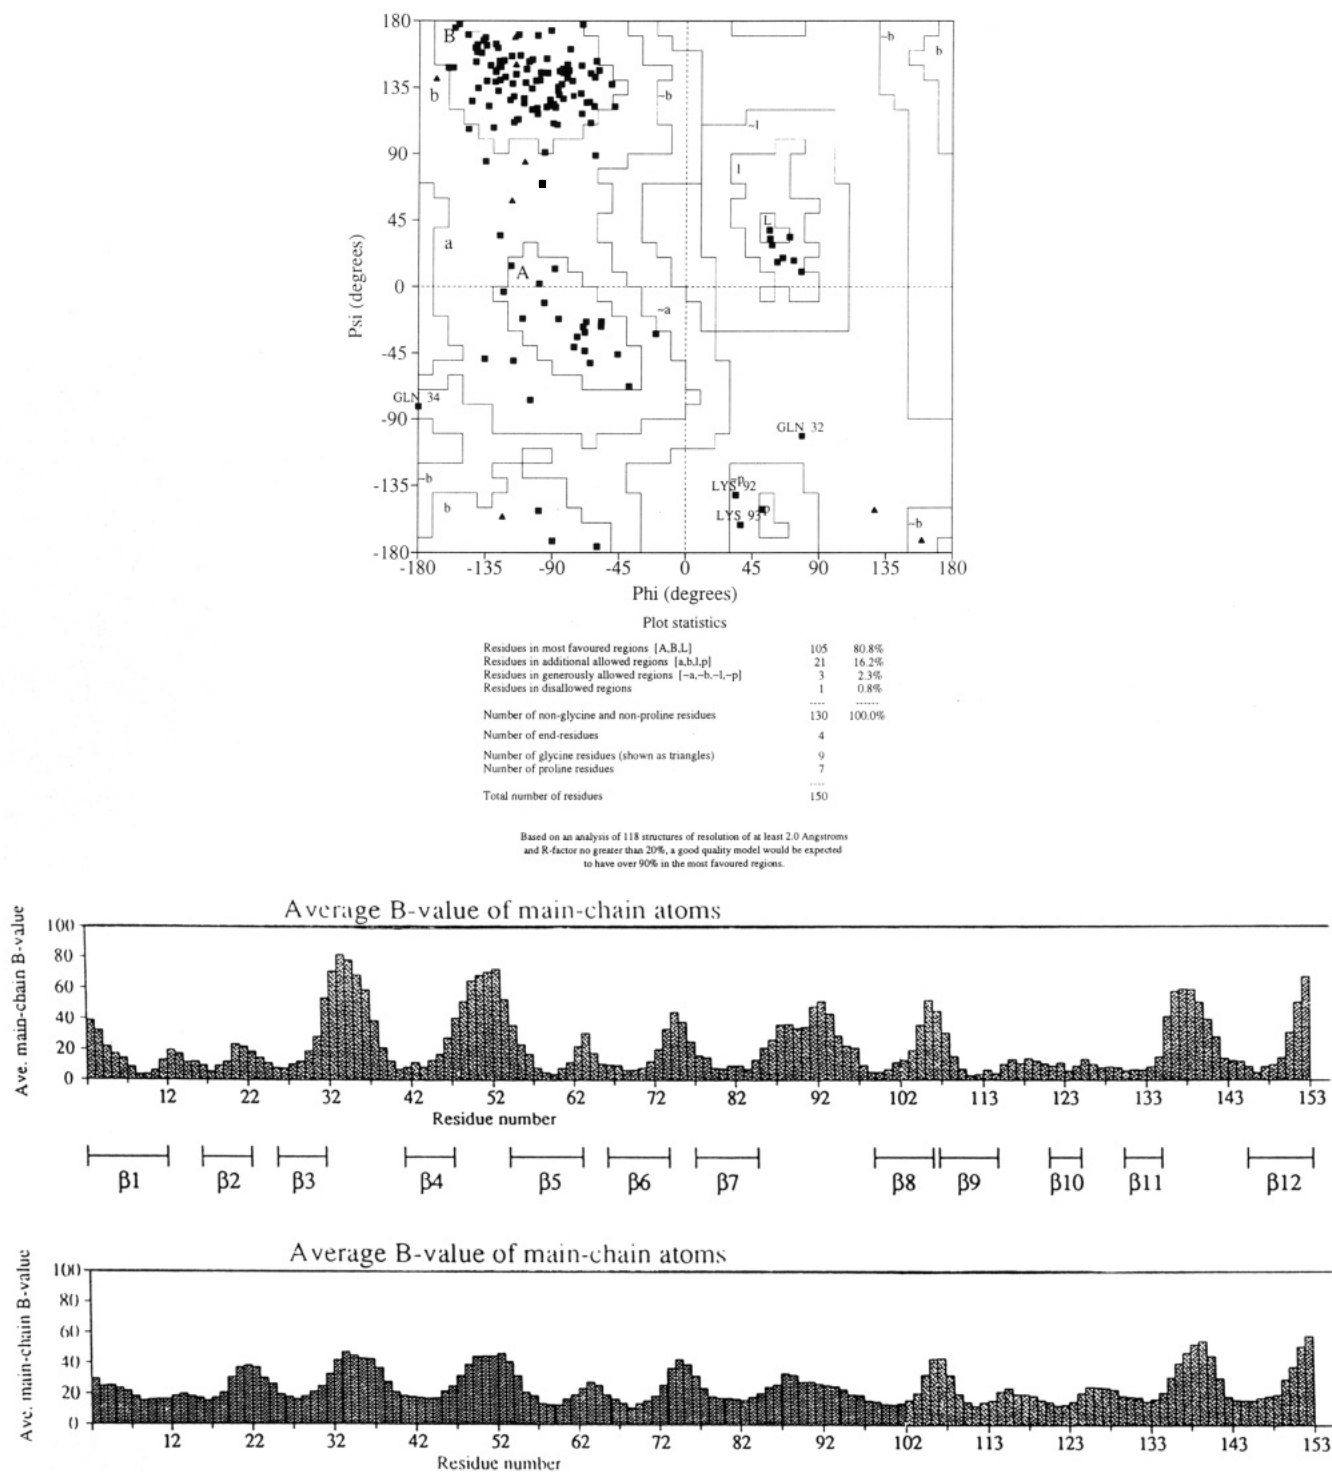 180
135
90
45
0
-45
-90
-135
-180
Psi (degrees)
B
b
a
A
~b
~a
~l
l
L
~b
b
GLN 34
GLN 32
~b
b
~p
LYS 92
p
LYS 93
~b
-180 -135 -90 -45 0 45 90 135 180
Phi (degrees)
Plot statistics
Residues in most favoured regions [A,B,L] 105 80.8%
Residues in additional allowed regions [a,b,l,p] 21 16.2%
Residues in generously allowed regions [~a,~b,~l,~p] 3 2.3%
Residues in disallowed regions 1 0.8%
---- ------
Number of non-glycine and non-proline residues 130 100.0%
Number of end-residues 4
Number of glycine residues (shown as triangles) 9
Number of proline residues 7
----
Total number of residues 150
Based on an analysis of 118 structures of resolution of at least 2.0 Angstroms
and R-factor no greater than 20%, a good quality model would be expected
to have over 90% in the most favoured regions.
Average B-value of main-chain atoms
Ave. main-chain B-value
100
80
60
40
20
0
12 22 32 42 52 62 74 82 92 102 113 123 133 143 153
Residue number
β1 β2 β3 β4 β5 β6 β7 β8 β9 β10 β11 β12
Average B-value of main-chain atoms
Ave. main-chain B-value
100
80
60
40
20
0
12 22 32 42 52 62 74 82 92 102 113 123 133 143 153
Residue number